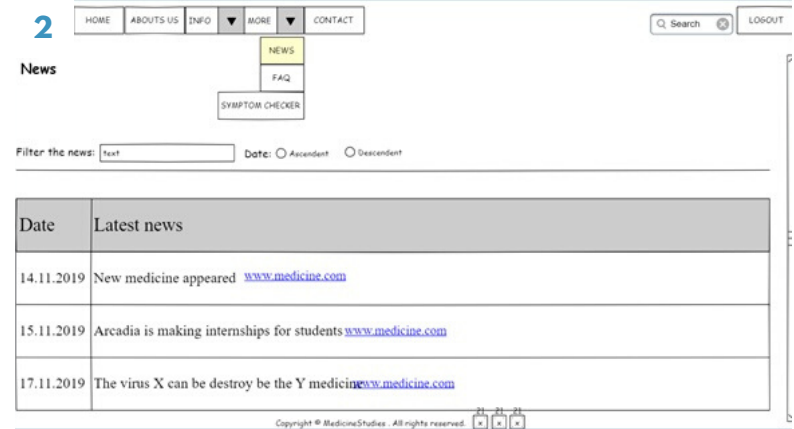 2
HOME ABOUTS US INFO ▼ MORE ▼ CONTACT Search LOGOUT
NEWS
News
FAQ
SYMPTOM CHECKER
Filter the news: text Date: Ascendent Descendent
Date Latest news
14.11.2019 New medicine appeared www.medicine.com
15.11.2019 Arcadia is making internships for students www.medicine.com
17.11.2019 The virus X can be destroy be the Y medicine www.medicine.com
21 21 21
Copyright © MedicineStudies . All rights reserved. x x x